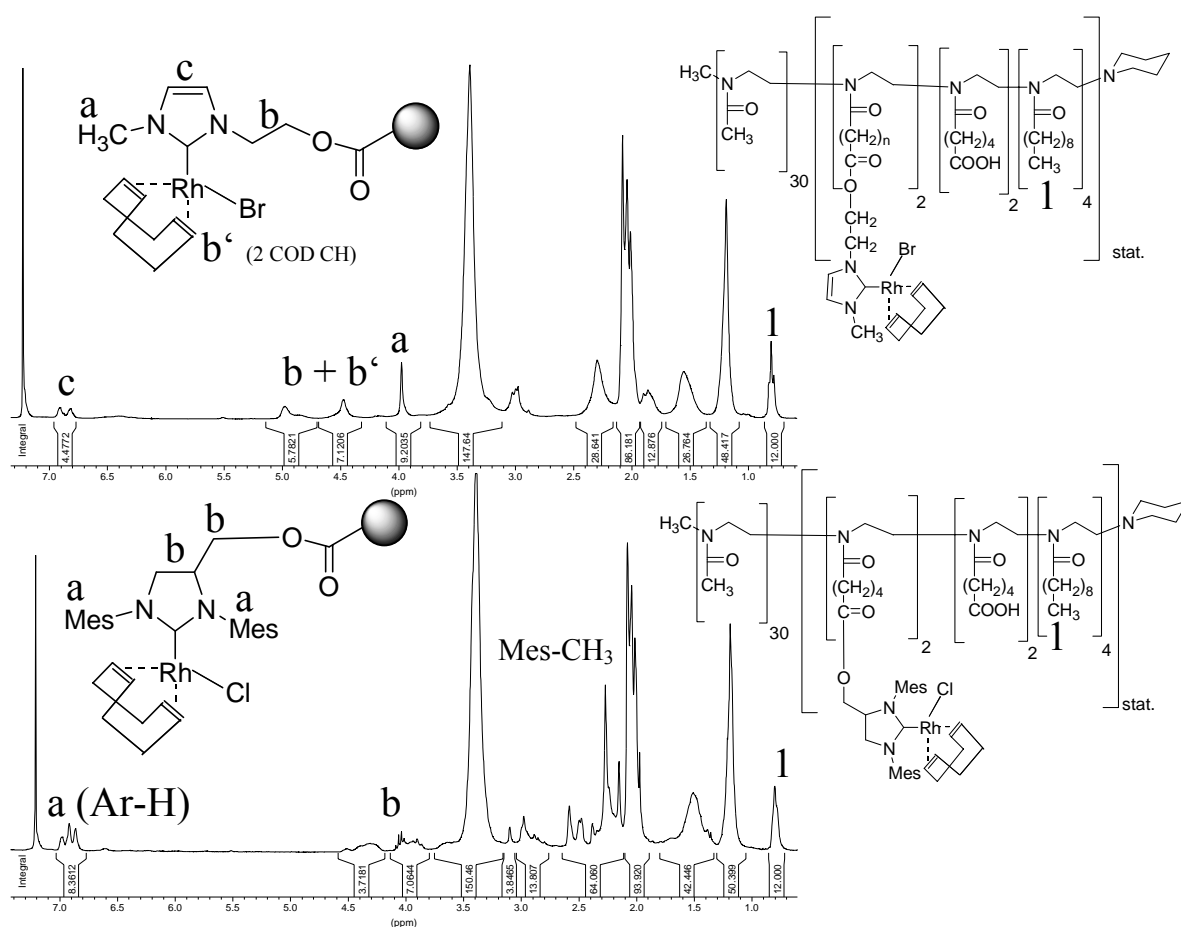 a
H3C
N
c
N
b
O
O
Rh
Br
b‘ (2 COD CH)
H3C
N
O
CH3
30
N
O
(CH2)n
C=O
O
CH2
CH2
N
N
CH3
Rh
Br
2
N
O
(CH2)4
COOH
2
N
O
(CH2)8
CH3
1
4
N
stat.
c
b + b‘
a
1
Integral
4.4772
5.7821
7.1206
9.2035
147.64
28.641
86.181
12.876
26.764
48.417
12.000
7.0 6.5 6.0 5.5 5.0 4.5 4.0 3.5 3.0 2.5 2.0 1.5 1.0
(ppm)
b
b
O
O
a
Mes
N
N
a
Mes
Rh
Cl
H3C
N
O
CH3
30
N
O
(CH2)4
C=O
O
Mes
N
N
Mes
Rh
Cl
2
N
O
(CH2)4
COOH
2
N
O
(CH2)8
CH3
1
4
N
stat.
Mes-CH3
a (Ar-H)
b
1
Integral
8.3612
3.7181
7.0644
150.46
3.8465
13.807
64.060
93.920
42.446
50.399
12.000
7.0 6.5 6.0 5.5 5.0 4.5 4.0 3.5 3.0 2.5 2.0 1.5 1.0
(ppm)